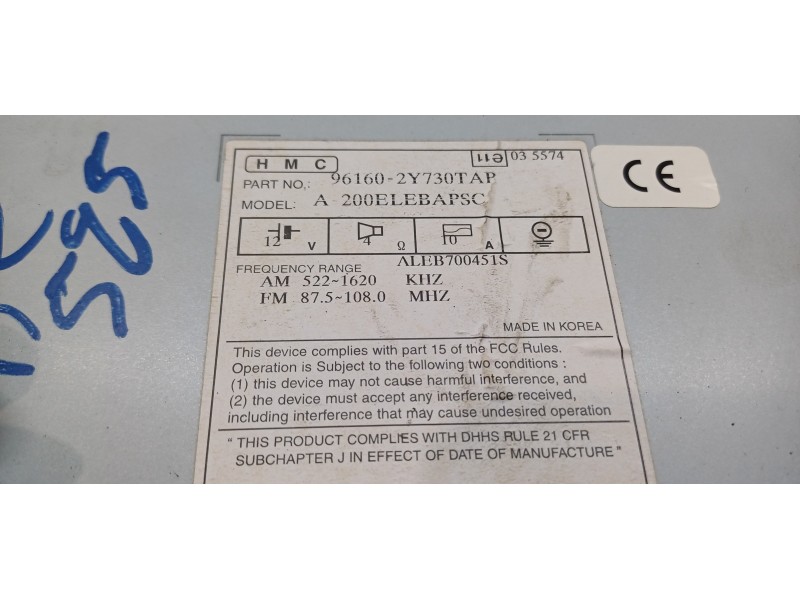 HMC
e11 03 5574
PART NO,: 96160-2Y730TAP
MODEL: A-200ELEBAPSC
12 V 4 Ω 10 A
ALEB700451S
FREQUENCY RANGE
AM 522~1620 KHZ
FM 87.5~108.0 MHZ
MADE IN KOREA
This device complies with part 15 of the FCC Rules.
Operation is Subject to the following two conditions :
(1) this device may not cause harmful interference, and
(2) the device must accept any interference received,
including interference that may cause undesired operation
" THIS PRODUCT COMPLIES WITH DHHS RULE 21 CFR
SUBCHAPTER J IN EFFECT OF DATE OF MANUFACTURE "
CE
585